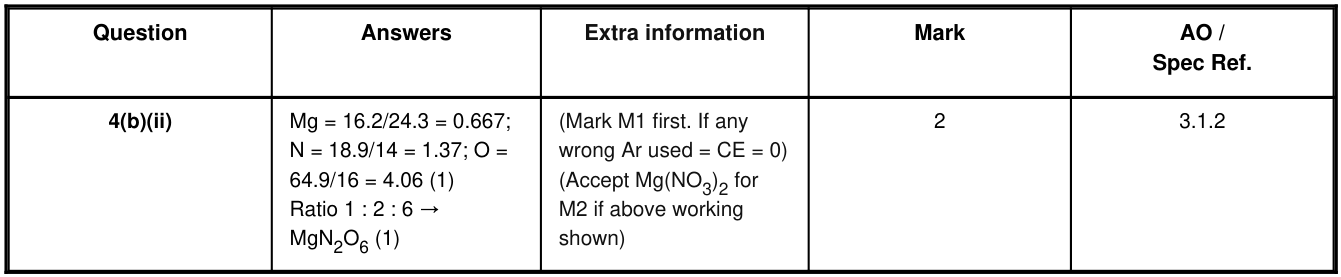 Question Answers Extra information Mark AO /
Spec Ref.
4(b)(ii)
Mg = 16.2/24.3 = 0.667;
N = 18.9/14 = 1.37; O =
64.9/16 = 4.06 (1)
Ratio 1 : 2 : 6 →
MgN₂O₆ (1)
(Mark M1 first. If any
wrong Ar used = CE = 0)
(Accept Mg(NO₃)₂ for
M2 if above working
shown)
2
3.1.2